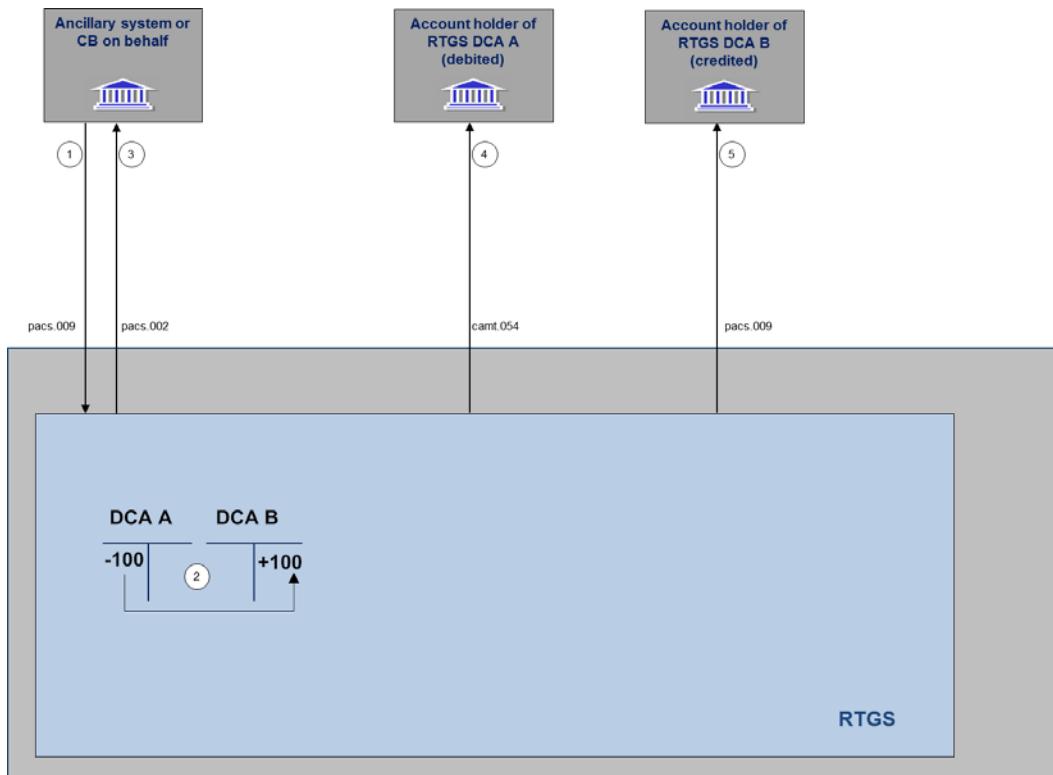 Ancillary system or
CB on behalf
Account holder of
RTGS DCA A
(debited)
Account holder of
RTGS DCA B
(credited)
1
3
4
5
pacs.009
pacs.002
camt.054
pacs.009
DCA A
DCA B
-100
2
+100
RTGS